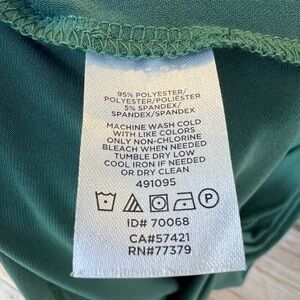 95% POLYESTER/
POLYESTER/POLIÉSTER
5% SPANDEX/
SPANDEX/SPANDEX
MACHINE WASH COLD
WITH LIKE COLORS
ONLY NON-CHLORINE
BLEACH WHEN NEEDED
TUMBLE DRY LOW
COOL IRON IF NEEDED
OR DRY CLEAN
491095
ID# 70068
CA#57421
RN#77379